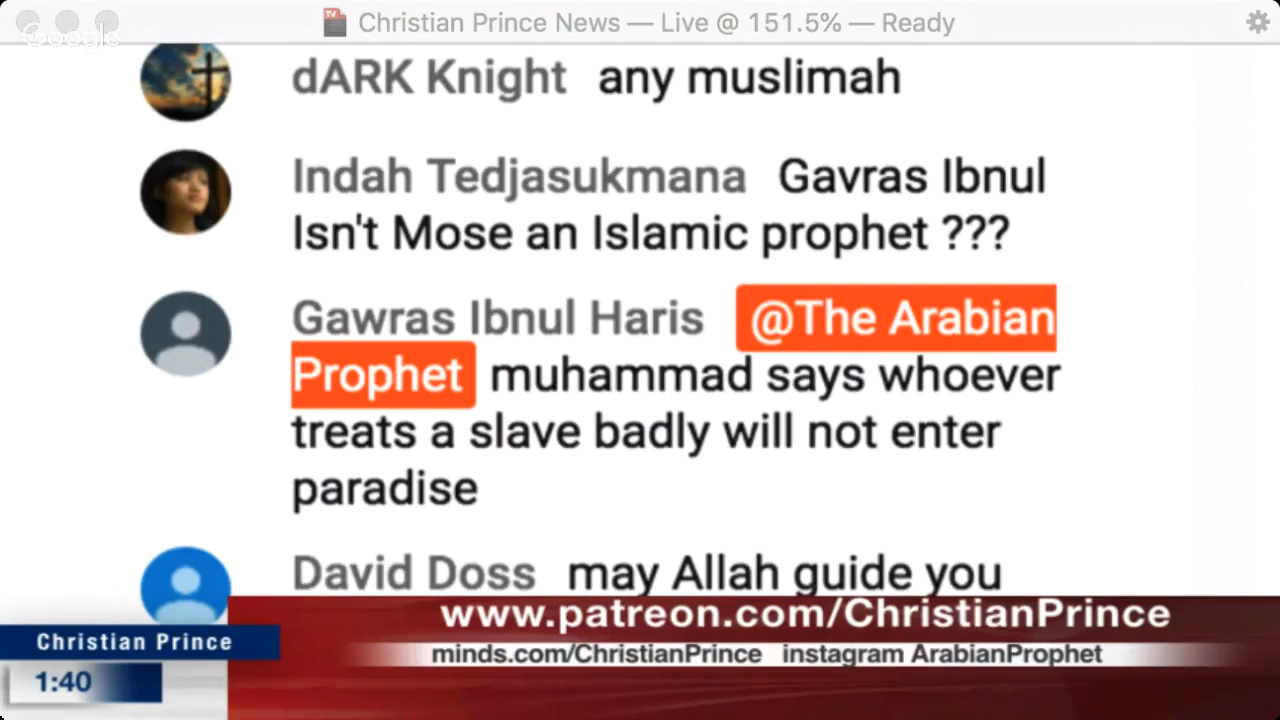 Christian Prince News — Live @ 151.5% — Ready
Google
dARK Knight any muslimah
Indah Tedjasukmana Gavras Ibnul
Isn't Mose an Islamic prophet ???
Gawras Ibnul Haris @The Arabian
Prophet muhammad says whoever
treats a slave badly will not enter
paradise
David Doss may Allah guide you
www.patreon.com/ChristianPrince
Christian Prince
minds.com/ChristianPrince instagram ArabianProphet
1:40